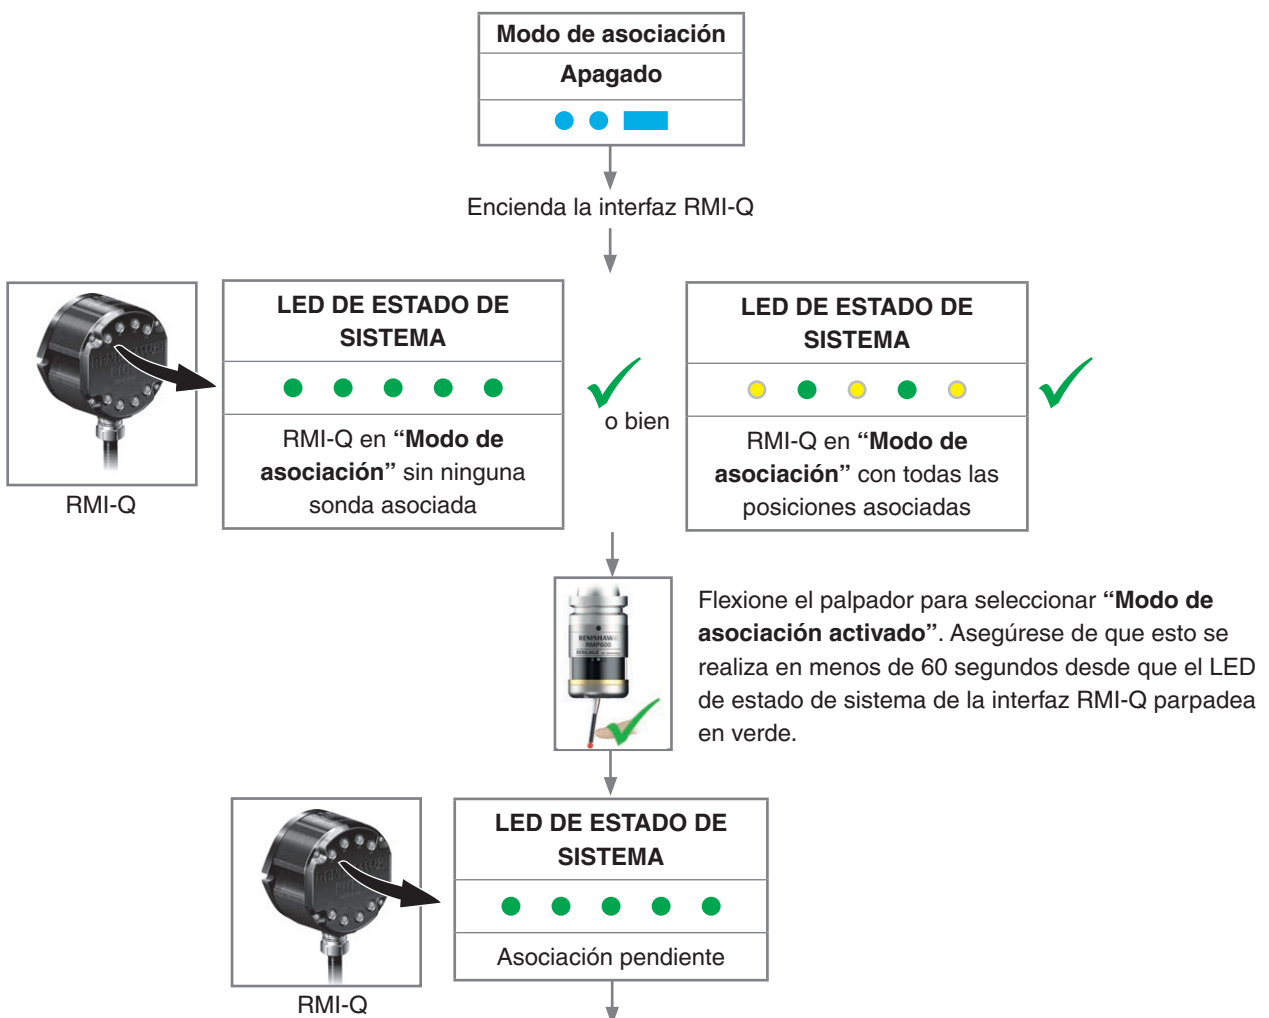 Modo de asociación
Apagado
Encienda la interfaz RMI-Q
RMI-Q
LED DE ESTADO DE
SISTEMA
RMI-Q en “Modo de
asociación” sin ninguna
sonda asociada
o bien
LED DE ESTADO DE
SISTEMA
RMI-Q en “Modo de
asociación” con todas las
posiciones asociadas
RENISHAW
RMP600
Flexione el palpador para seleccionar “Modo de
asociación activado”. Asegúrese de que esto se
realiza en menos de 60 segundos desde que el LED
de estado de sistema de la interfaz RMI-Q parpadea
en verde.
RMI-Q
LED DE ESTADO DE
SISTEMA
Asociación pendiente